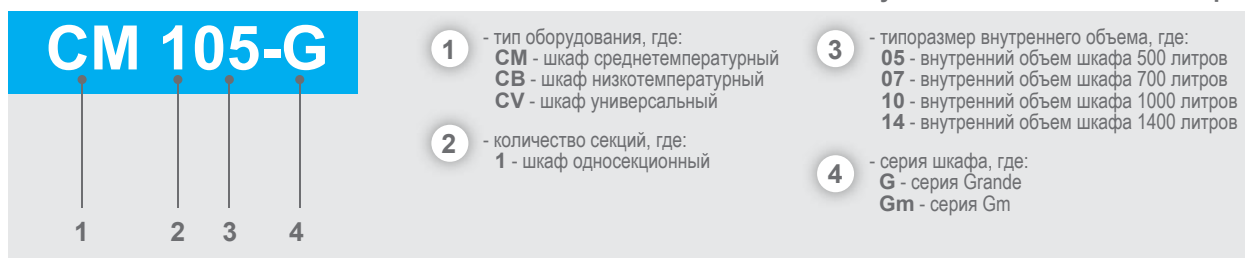 CM 105-G
1 2 3 4
1 - тип оборудования, где:
CM - шкаф среднетемпературный
CB - шкаф низкотемпературный
CV - шкаф универсальный
2 - количество секций, где:
1 - шкаф односекционный
3 - типоразмер внутреннего объема, где:
05 - внутренний объем шкафа 500 литров
07 - внутренний объем шкафа 700 литров
10 - внутренний объем шкафа 1000 литров
14 - внутренний объем шкафа 1400 литров
4 - серия шкафа, где:
G - серия Grande
Gm - серия Gm